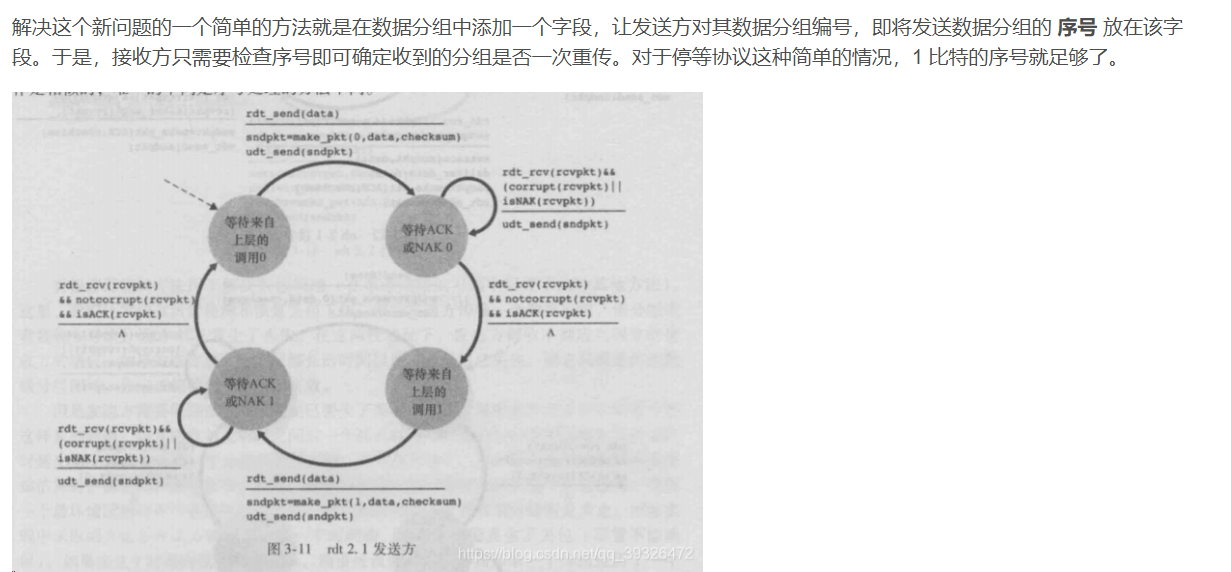 解决这个新问题的一个简单的方法就是在数据分组中添加一个字段，让发送方对其数据分组编号，即将发送数据分组的 序号 放在该字
段。于是，接收方只需要检查序号即可确定收到的分组是否一次重传。对于停等协议这种简单的情况，1 比特的序号就足够了。
rdt_send(data)
sndpkt=make_pkt(0,data,checksum)
udt_send(sndpkt)
rdt_rcv(rcvpkt)&&
(corrupt(rcvpkt)||
isNAK(rcvpkt))
udt_send(sndpkt)
等待来自
上层的
调用0
等待ACK
或NAK 0
rdt_rcv(rcvpkt)
&& notcorrupt(rcvpkt)
&& isACK(rcvpkt)
Λ
rdt_rcv(rcvpkt)
&& notcorrupt(rcvpkt)
&& isACK(rcvpkt)
Λ
等待ACK
或NAK 1
等待来自
上层的
调用1
rdt_rcv(rcvpkt)&&
(corrupt(rcvpkt)||
isNAK(rcvpkt))
udt_send(sndpkt)
rdt_send(data)
sndpkt=make_pkt(1,data,checksum)
udt_send(sndpkt)
图 3-11 rdt 2.1 发送方
https://blog.csdn.net/qq_39326472